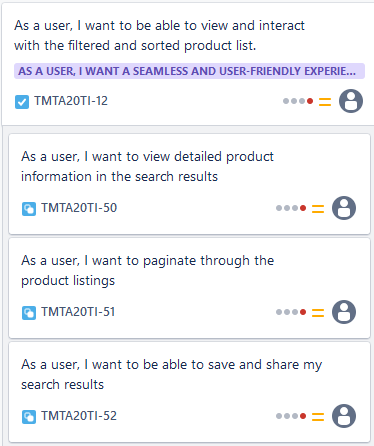 As a user, I want to be able to view and interact
with the filtered and sorted product list.
AS A USER, I WANT A SEAMLESS AND USER-FRIENDLY EXPERIE...
TMTA20TI-12
As a user, I want to view detailed product
information in the search results
TMTA20TI-50
As a user, I want to paginate through the
product listings
TMTA20TI-51
As a user, I want to be able to save and share my
search results
TMTA20TI-52